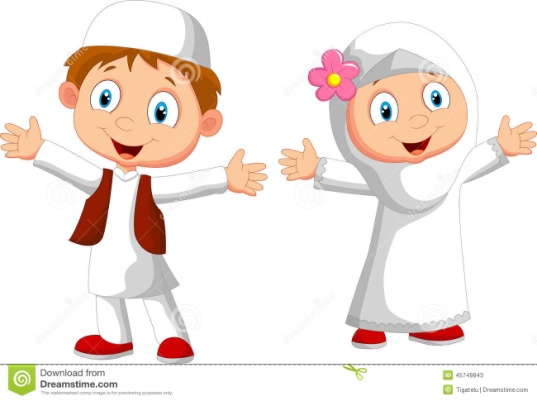 Download from
Dreamstime.com
This watermarked comp image is for previewing purposes only.
45749843
Tigatelu | Dreamstime.com